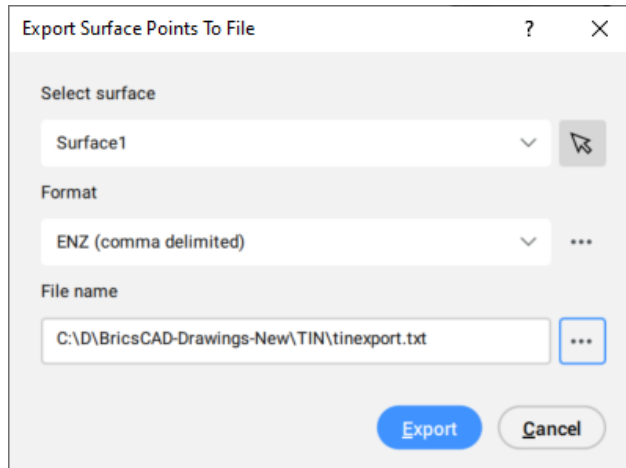 Export Surface Points To File
?
Select surface
Surface1
Format
ENZ (comma delimited)
...
File name
C:\D\BricsCAD-Drawings-New\TIN\tinexport.txt
...
Export
Cancel